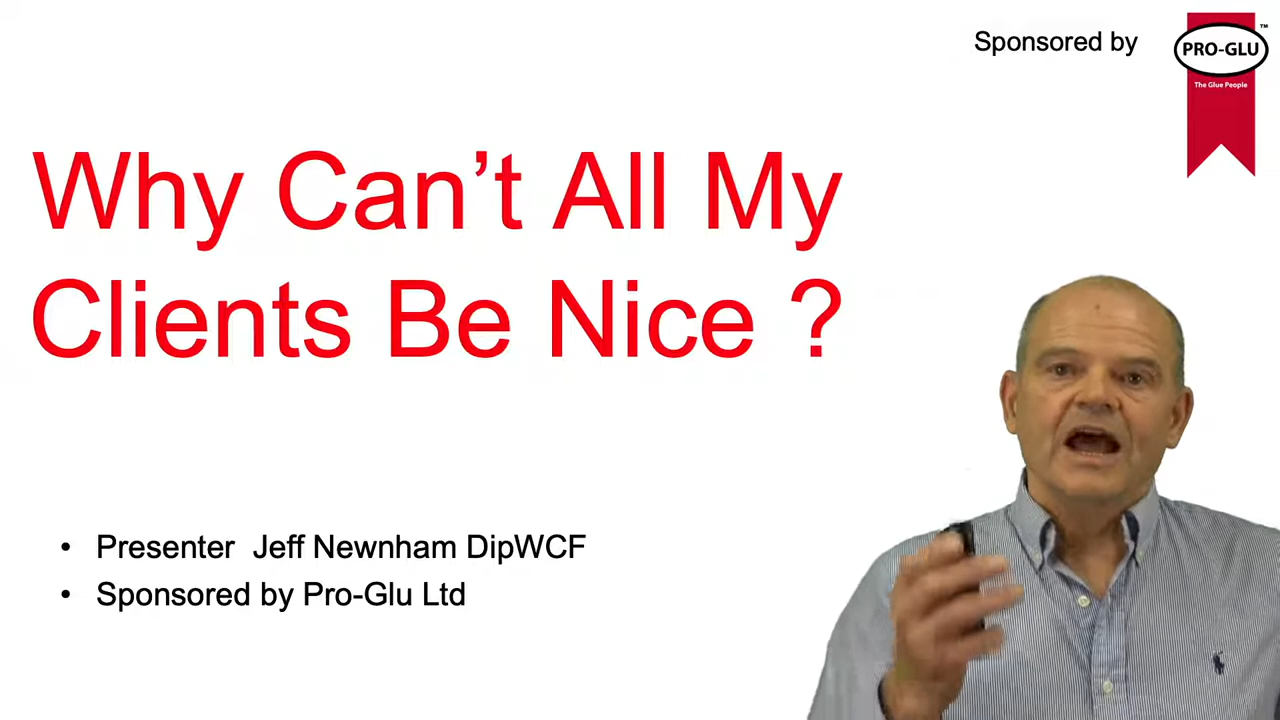 Sponsored by
PRO-GLU
™
The Glue People
Why Can’t All My
Clients Be Nice ?
• Presenter Jeff Newnham DipWCF
• Sponsored by Pro-Glu Ltd